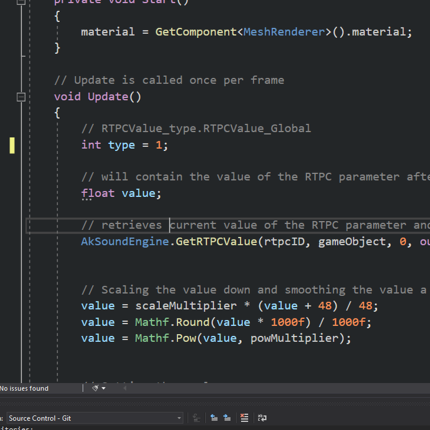 private void Start()
{
material = GetComponent<MeshRenderer>().material;
}
// Update is called once per frame
void Update()
{
// RTPCValue_type.RTPCValue_Global
int type = 1;
// will contain the value of the RTPC parameter afte
float value;
// retrieves current value of the RTPC parameter and
AkSoundEngine.GetRTPCValue(rtpcID, gameObject, 0, ou
// Scaling the value down and smoothing the value a
value = scaleMultiplier * (value + 48) / 48;
value = Mathf.Round(value * 1000f) / 1000f;
value = Mathf.Pow(value, powMultiplier);
No issues found
Source Control - Git